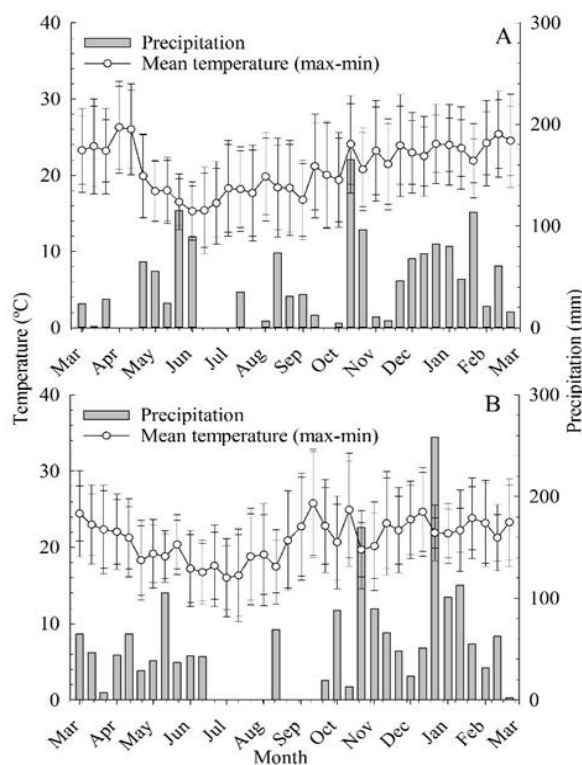 40
300
A
Precipitation
Mean temperature (max-min)
30
200
20
100
10
0
0
Mar Apr May Jun Jul Aug Sep Oct Nov Dec Jan Feb Mar
Temperature (ºC)
Precipitation (mm)
40
300
B
Precipitation
Mean temperature (max-min)
30
200
20
100
10
0
0
Mar Apr May Jun Jul Aug Sep Oct Nov Dec Jan Feb Mar
Month